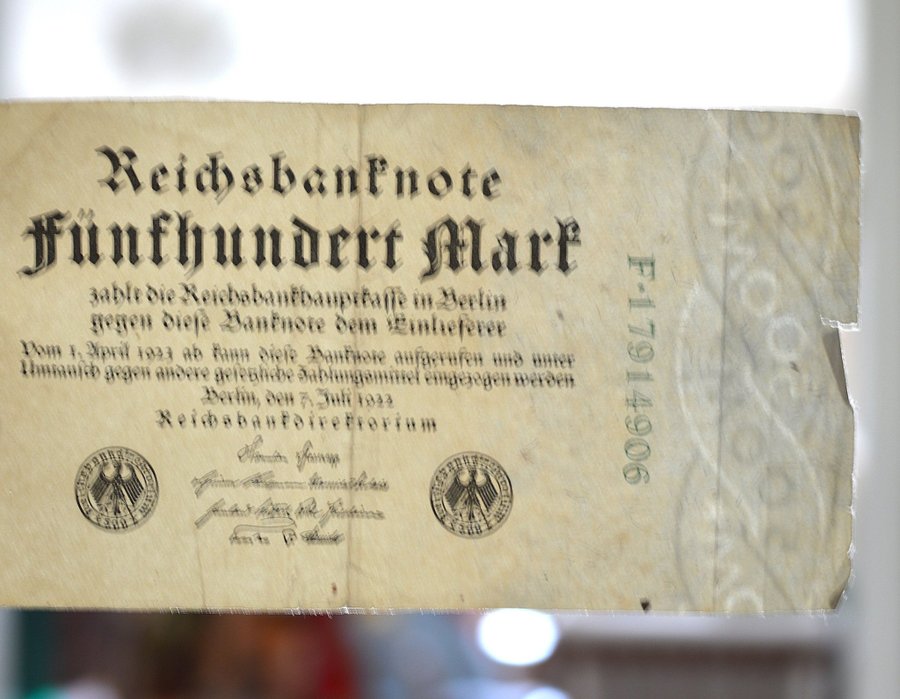 Reichsbanknote
Fünfhundert Mark
zahlt die Reichsbankhauptkasse in Berlin
gegen diese Banknote dem Einlieferer
Vom 1. April 1923 ab kann diese Banknote aufgerufen und unter
Umtausch gegen andere gesetzliche Zahlungsmittel eingezogen werden
Berlin, den 7. Juli 1922
Reichsbankdirektorium
F·17914906